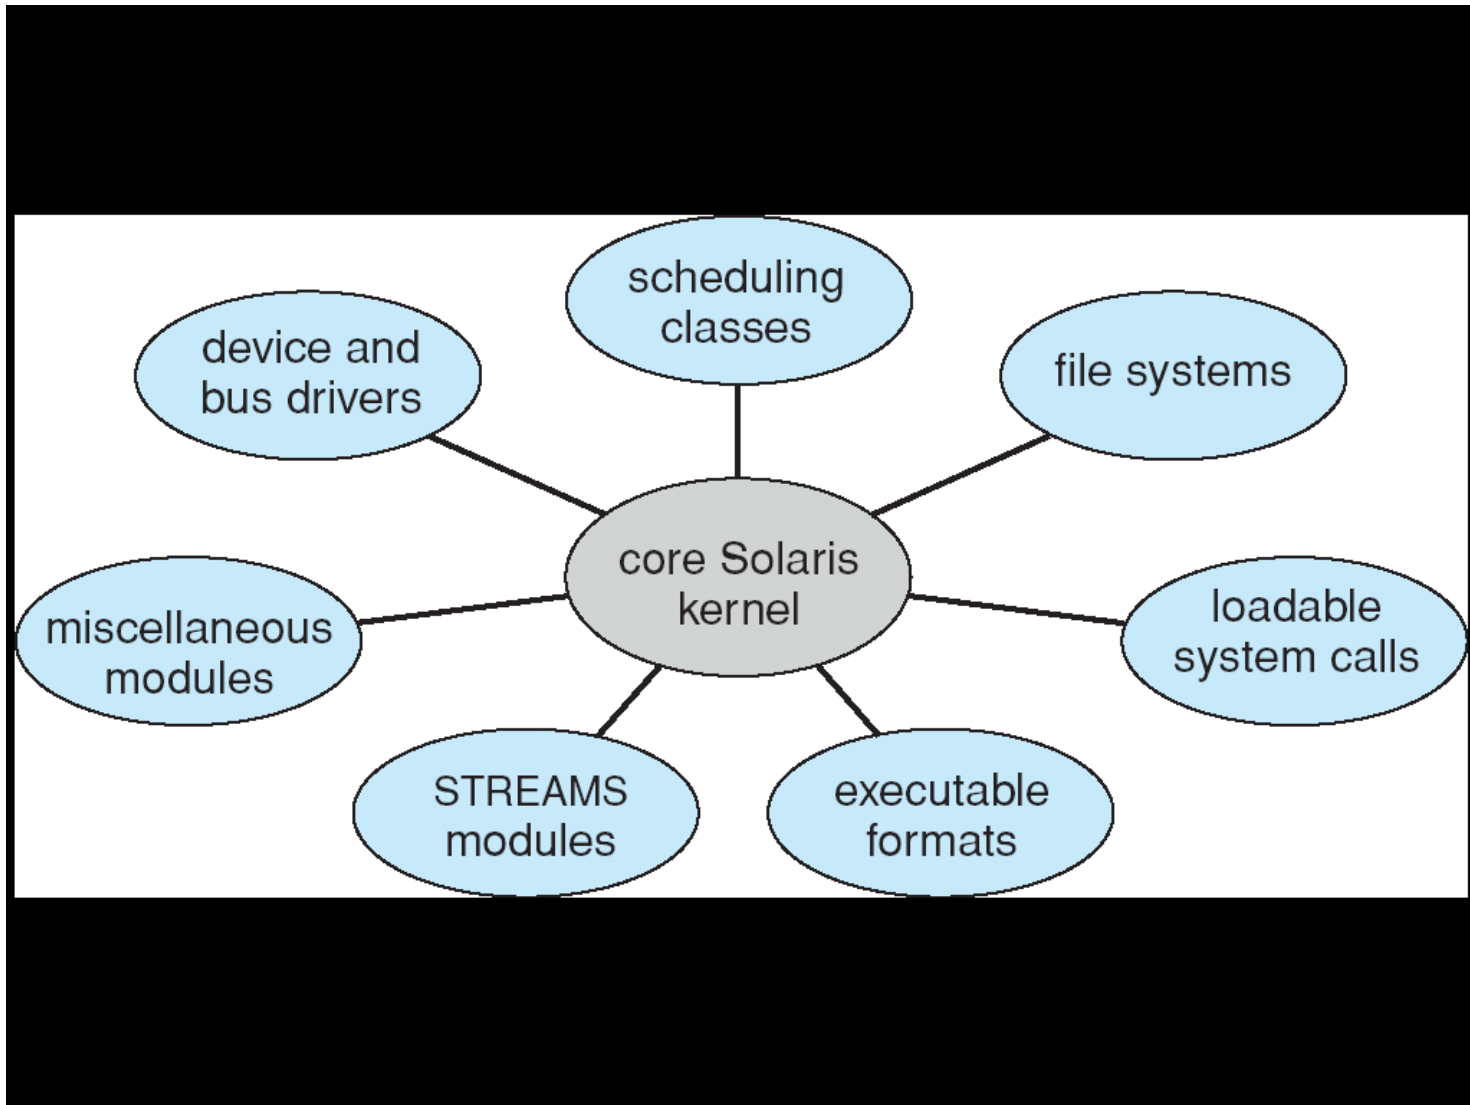 scheduling
classes
device and
bus drivers
file systems
core Solaris
kernel
miscellaneous
modules
loadable
system calls
STREAMS
modules
executable
formats